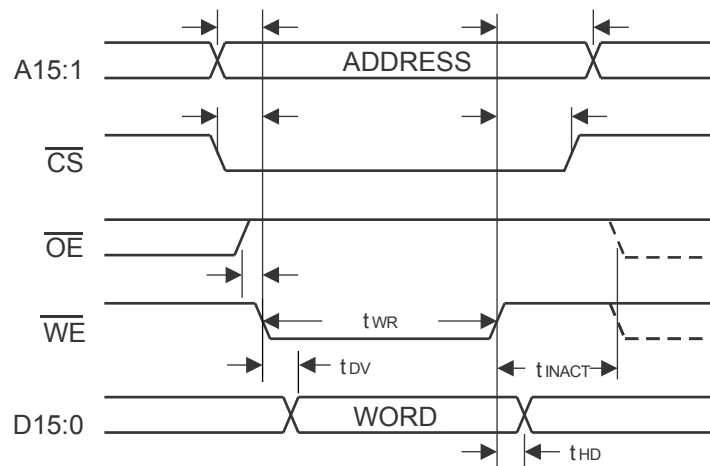 A15:1 ADDRESS
CS
OE
WE tWR
tDV tINACT
D15:0 WORD
tHD